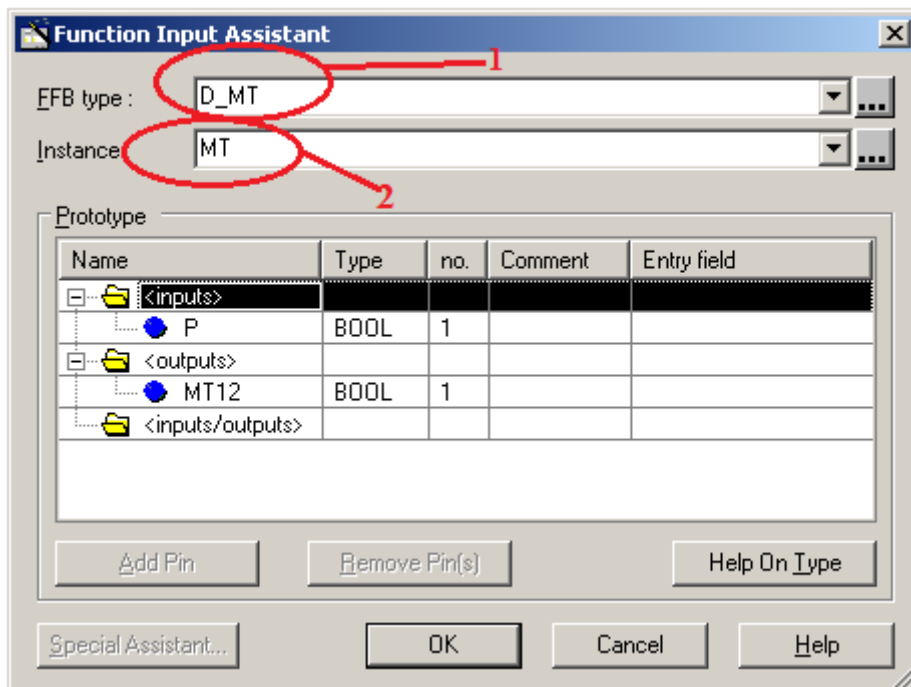 Function Input Assistant
1
FFB type :
D_MT
...
Instance
MT
...
2
Prototype
Name Type no. Comment Entry field
<inputs>
P BOOL 1
<outputs>
MT12 BOOL 1
<inputs/outputs>
Add Pin Remove Pin(s) Help On Type
Special Assistant... OK Cancel Help